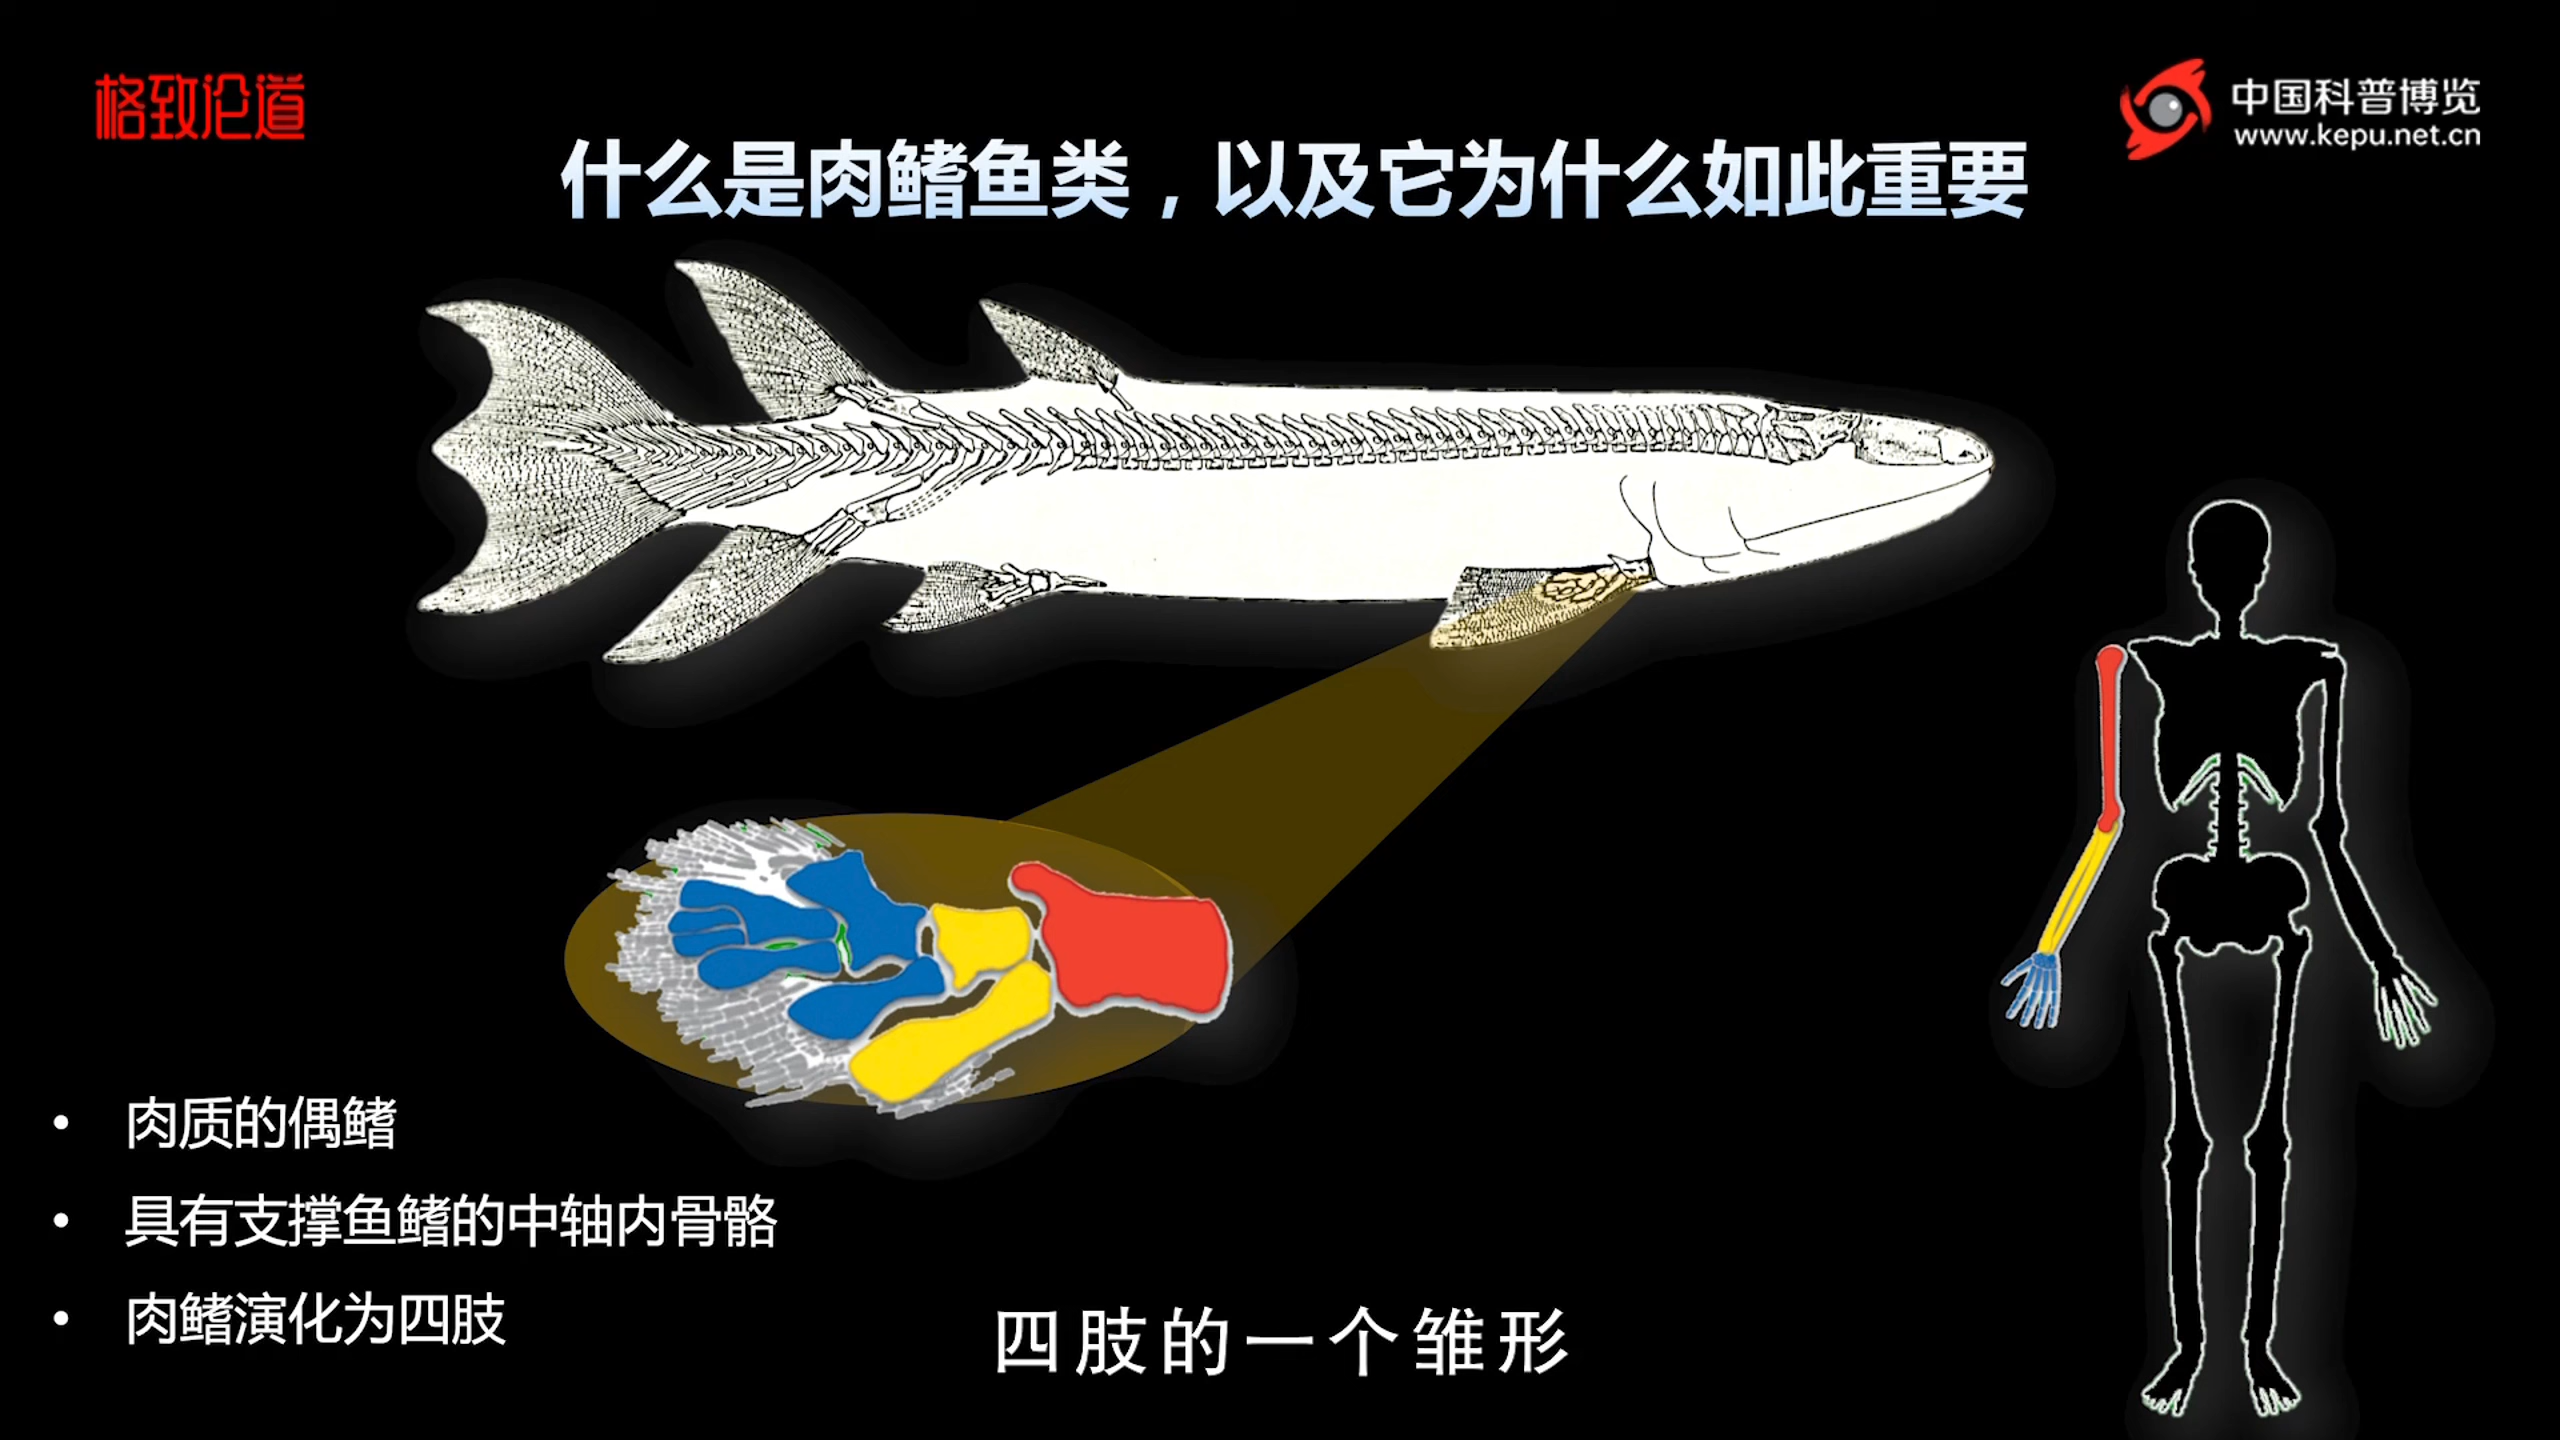 格致论道
中国科普博览
www.kepu.net.cn
什么是肉鳍鱼类，以及它为什么如此重要
• 肉质的偶鳍
• 具有支撑鱼鳍的中轴内骨骼
• 肉鳍演化为四肢
四肢的一个雏形